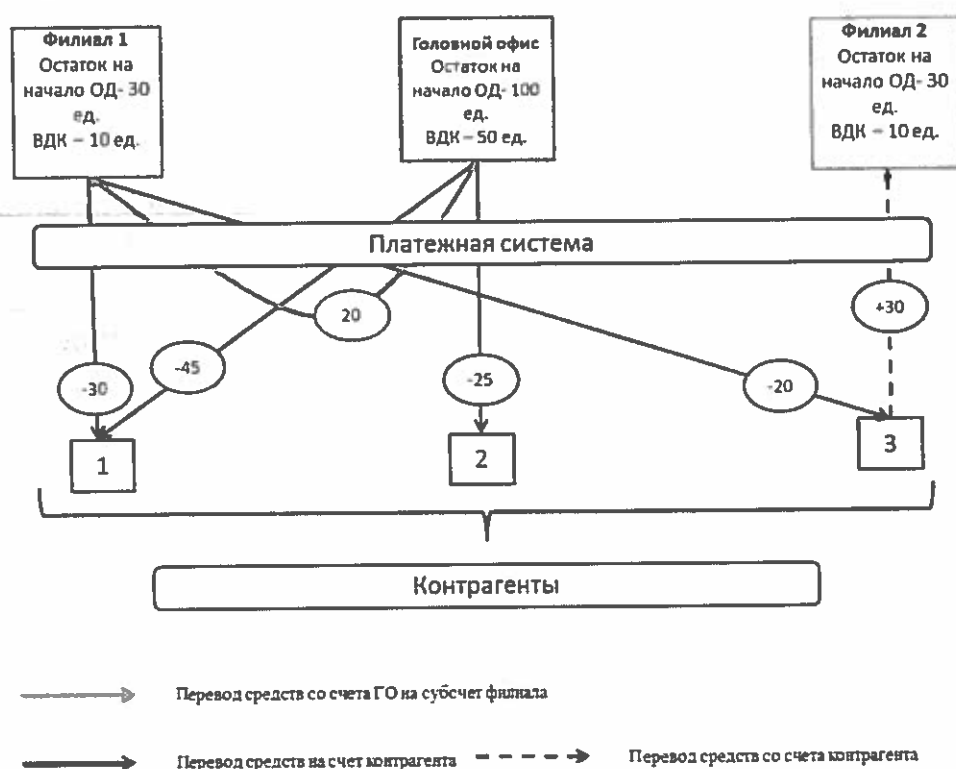 Филиал 1
Остаток на
начало ОД- 30
ед.
ВДК – 10 ед.
Головной офис
Остаток на
начало ОД- 100
ед.
ВДК – 50 ед.
Филиал 2
Остаток на
начало ОД- 30
ед.
ВДК – 10 ед.
Платежная система
20
+30
-30
-45
-25
-20
1
2
3
Контрагенты
Перевод средств со счета ГО на субсчет филиала
Перевод средств на счет контрагента
Перевод средств со счета контрагента